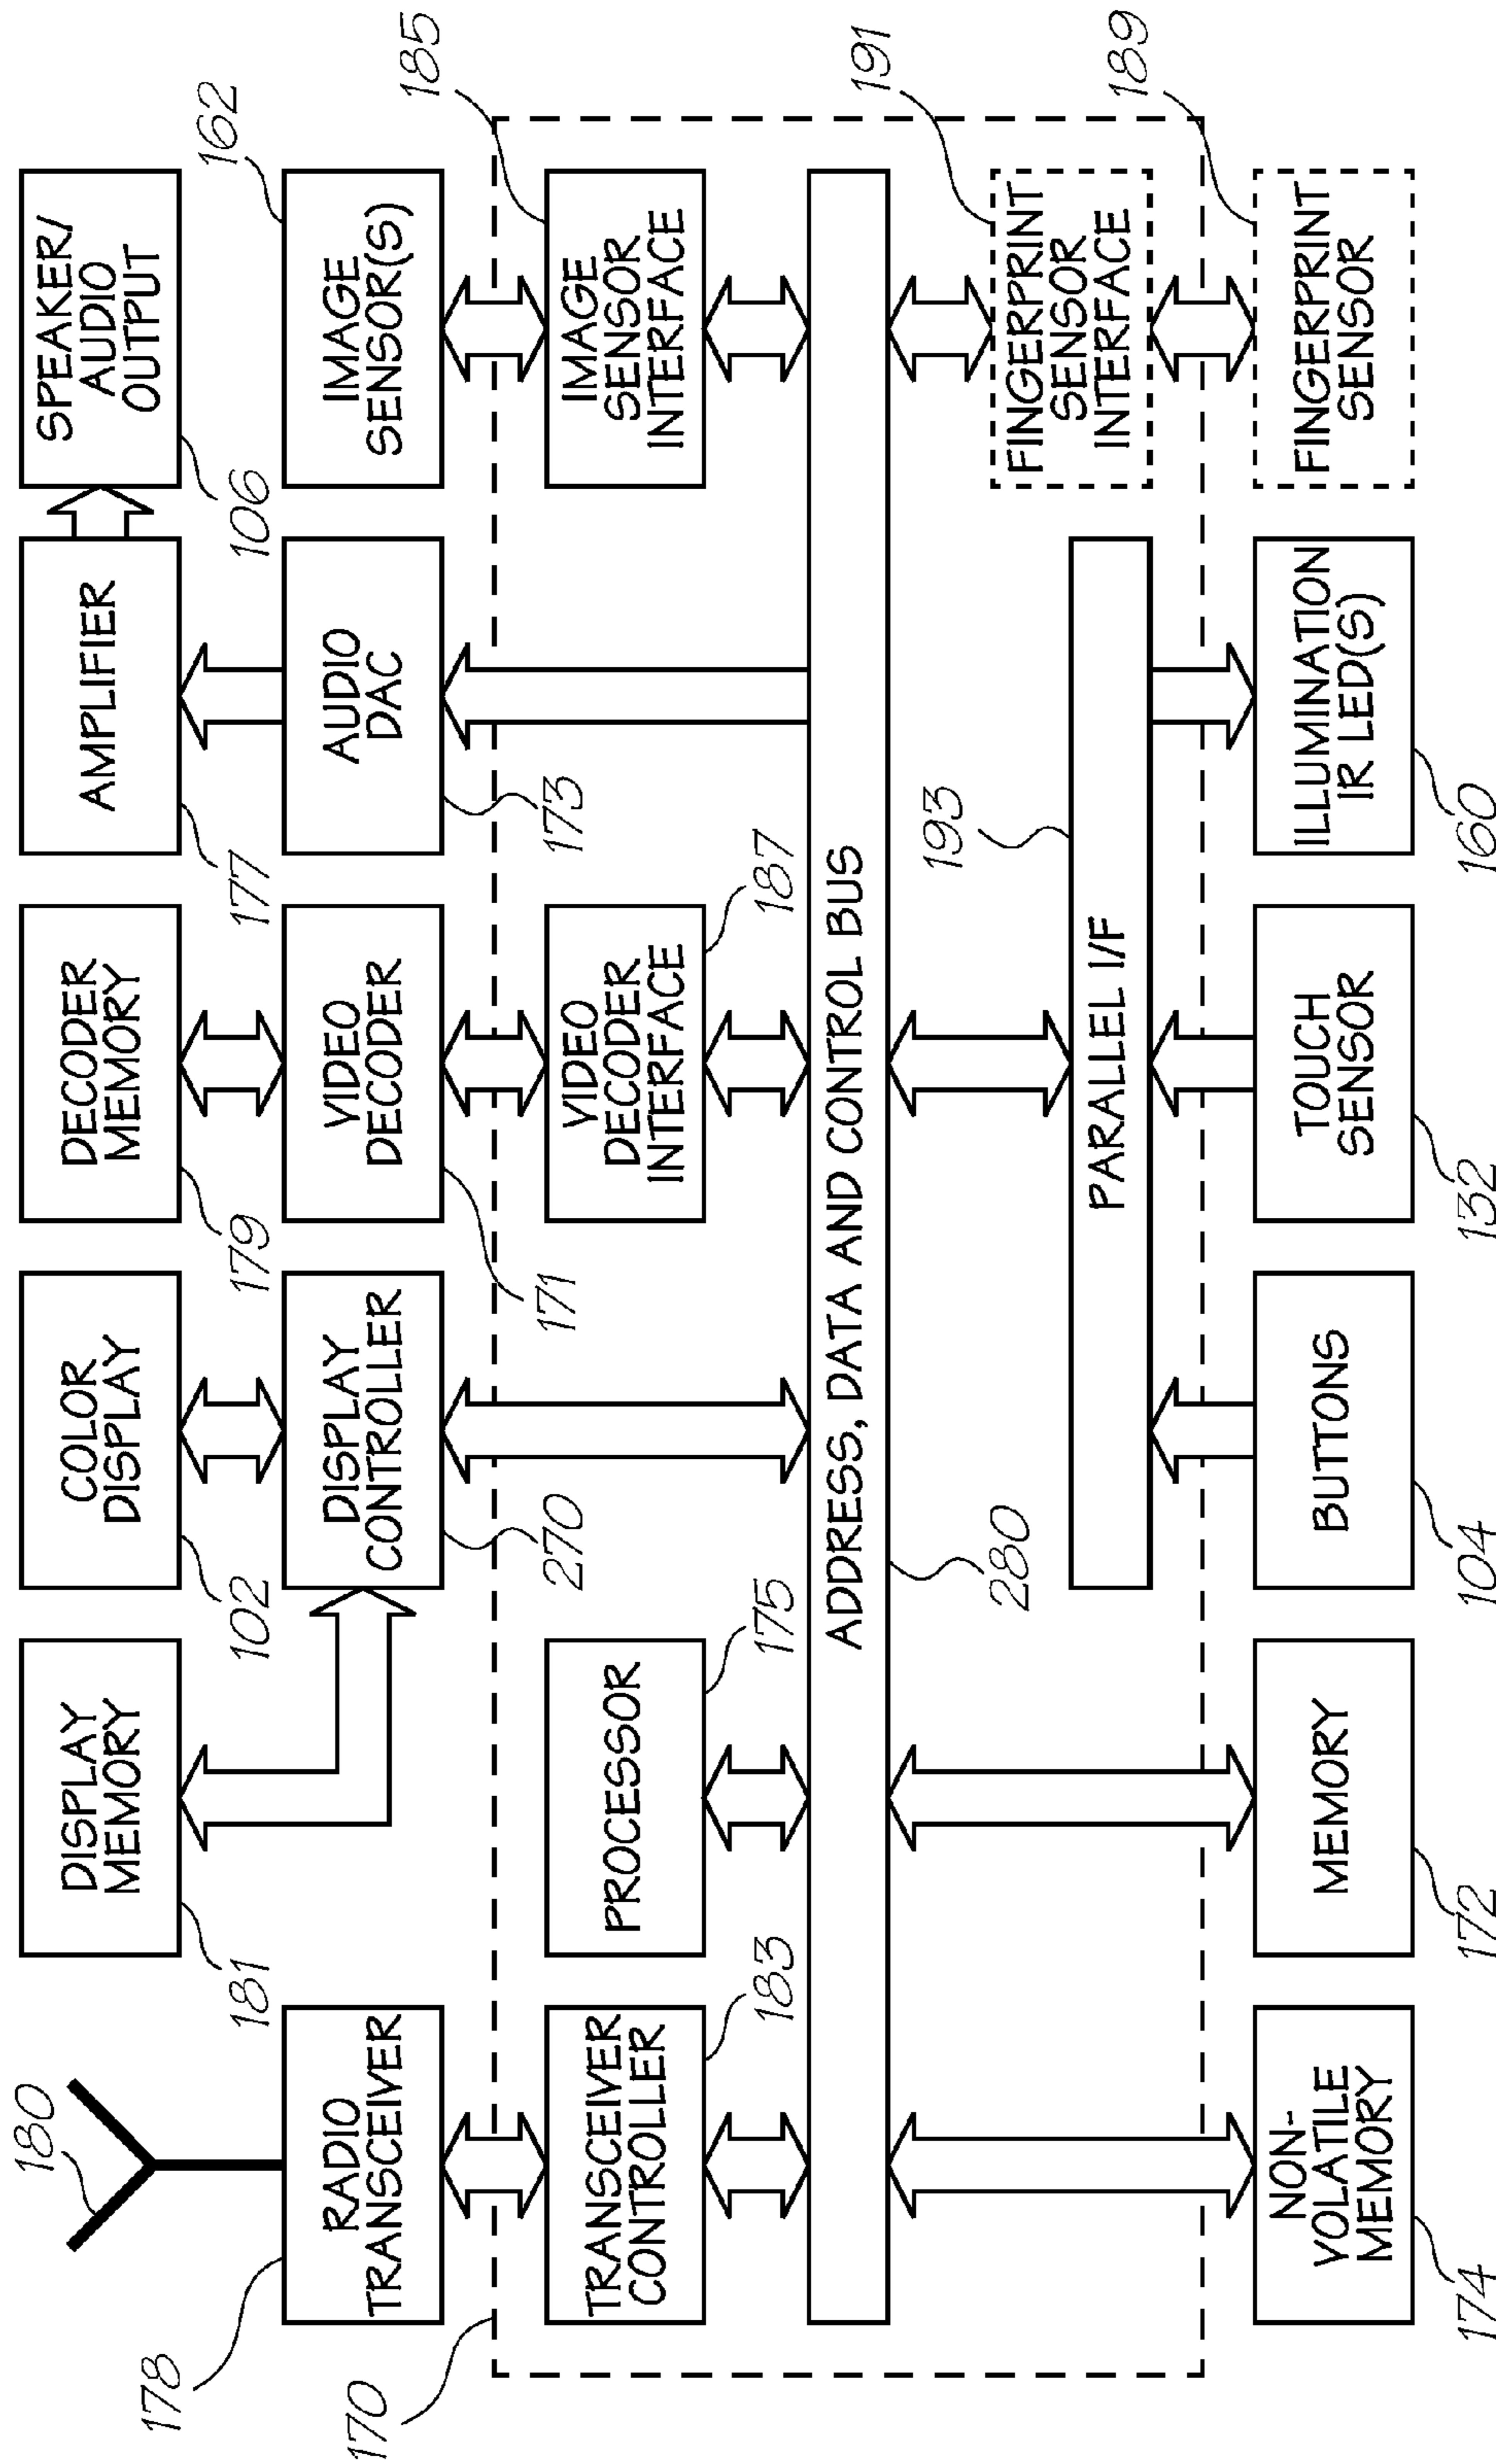 180
178
RADIO
TRANSCEIVER
DISPLAY
MEMORY
181
COLOR
DISPLAY
102
DECODER
MEMORY
179
AMPLIFIER
177
SPEAKER/
AUDIO
OUTPUT
106
DISPLAY
CONTROLLER
270
VIDEO
DECODER
171
AUDIO
DAC
173
IMAGE
SENSOR(S)
162
170
TRANSCEIVER
CONTROLLER
183
PROCESSOR
175
VIDEO
DECODER
INTERFACE
187
IMAGE
SENSOR
INTERFACE
185
ADDRESS, DATA AND CONTROL BUS
280
193
191
PARALLEL I/F
FINGERPRINT
SENSOR
INTERFACE
189
NON-
VOLATILE
MEMORY
174
MEMORY
172
BUTTONS
104
TOUCH
SENSOR
132
ILLUMINATION
IR LED(S)
160
FINGERPRINT
SENSOR